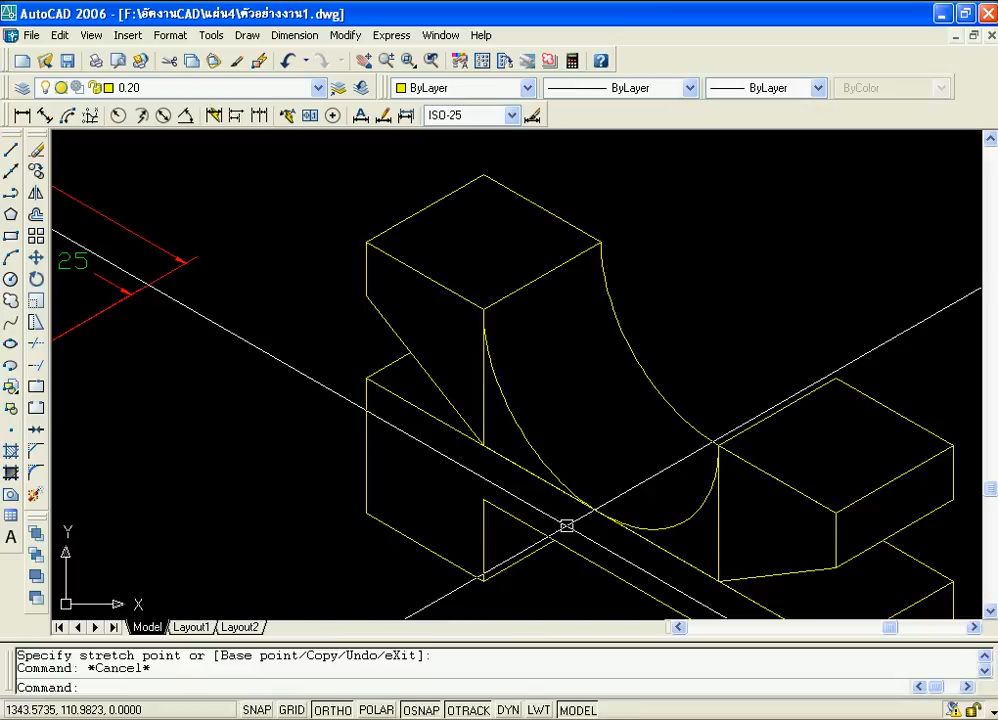 AutoCAD 2006 - [F:\อัดงานCAD\แผ่น4\ตัวอย่างงาน1.dwg]
File Edit View Insert Format Tools Draw Dimension Modify Express Window Help
0.20 ByLayer ByLayer ByLayer ByColor
ISO-25
25
Y
X
A
Model Layout1 Layout2
Specify stretch point or [Base point/Copy/Undo/eXit]:
Command: *Cancel*
Command:
1343.5735, 110.9823, 0.0000 SNAP GRID ORTHO POLAR OSNAP OTRACK DYN LWT MODEL